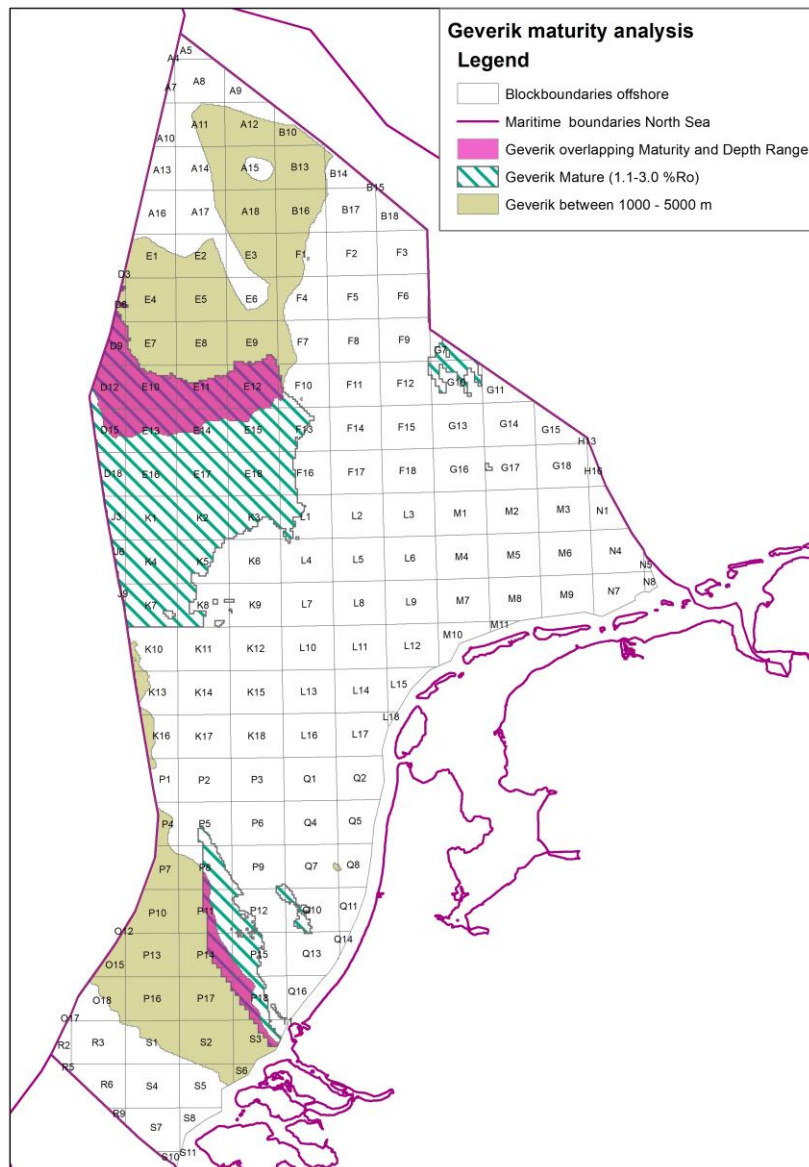 Geverik maturity analysis
Legend
Blockboundaries offshore
Maritime boundaries North Sea
Geverik overlapping Maturity and Depth Range
Geverik Mature (1.1-3.0 %Ro)
Geverik between 1000 - 5000 m
A5
A4
A7 A8 A9
A10 A11 A12 B10
A13 A14 A15 B13 B14 B15
A16 A17 A18 B16 B17 B18
E1 E2 E3 F1 F2 F3
D3
D6 E4 E5 E6 F4 F5 F6
D9 E7 E8 E9 F7 F8 F9 G7
D12 E10 E11 E12 F10 F11 F12 G10 G11
D15 E13 E14 E15 F13 F14 F15 G13 G14 G15 H13
D18 E16 E17 E18 F16 F17 F18 G16 G17 G18 H16
J3 K1 K2 K3 L1 L2 L3 M1 M2 M3 N1
J6 K4 K5 K6 L4 L5 L6 M4 M5 M6 N4 N5
J9 K7 K8 K9 L7 L8 L9 M7 M8 M9 N7 N8
K10 K11 K12 L10 L11 L12 M10 M11
K13 K14 K15 L13 L14 L15
K16 K17 K18 L16 L17 L18
P1 P2 P3 Q1 Q2
P4 P5 P6 Q4 Q5
P7 P8 P9 Q7 Q8
P10 P11 P12 Q10 Q11
O12
O15 P13 P14 P15 Q13 Q14
O18 P16 P17 P18 Q16
O17
R2 R3 S1 S2 S3 T1
R5 R6 S4 S5 S6
R9 S7 S8
S10 S11